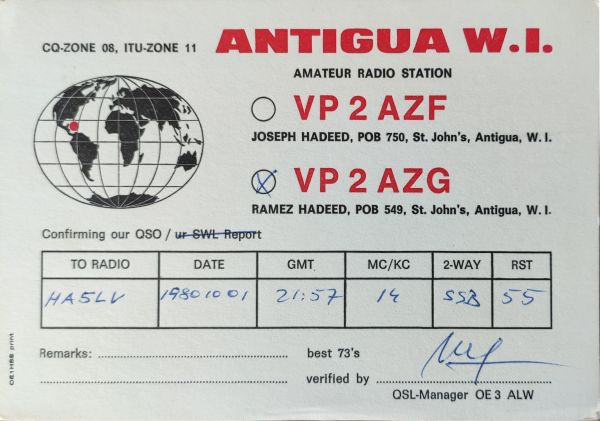 CQ-ZONE 08, ITU-ZONE 11
ANTIGUA W.I.
AMATEUR RADIO STATION
VP 2 AZF
JOSEPH HADEED, POB 750, St. John's, Antigua, W. I.
VP 2 AZG
RAMEZ HADEED, POB 549, St. John's, Antigua, W. I.
Confirming our QSO / ur SWL Report
TO RADIO DATE GMT MC/KC 2-WAY RST
HA5LV 19801001 21:57 14 SSB 55
Remarks: best 73's
verified by
QSL-Manager OE 3 ALW
OE1HBB print